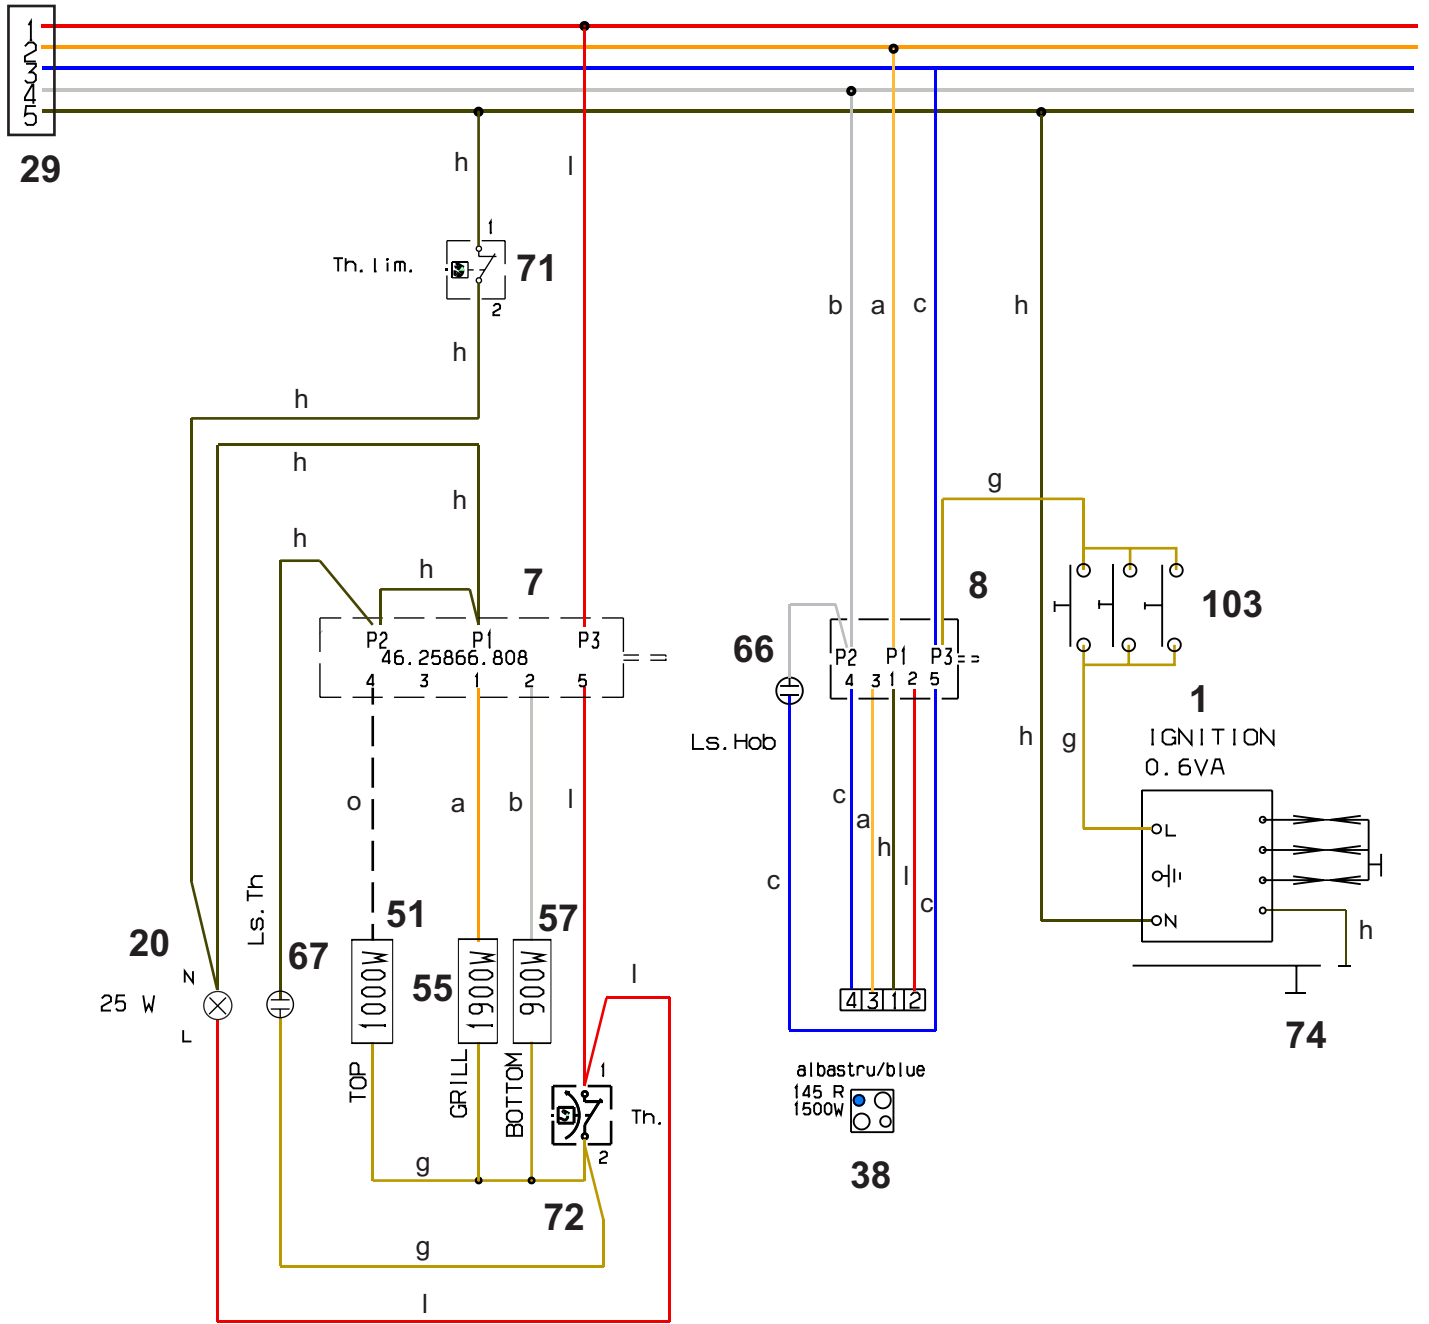 1
2
3
4
5
29
h
l
1
Th.lim.
71
2
b
a
c
h
h
h
h
g
h
h
h
7
8
103
P2
P1
P3
46.25866.808
4
3
1
2
5
66
P2
P1
P3
4
3
1
2
5
Ls.Hob
1
IGNITION
0.6VA
h
g
o
a
b
l
c
a
h
l
c
c
L
N
h
Ls.Th
20
67
51
55
57
N
25 W
L
1000W
1900W
900W
TOP
GRILL
BOTTOM
l
4
3
1
2
74
albastru/blue
145 R
1500W
38
1
Th.
2
72
g
g
l